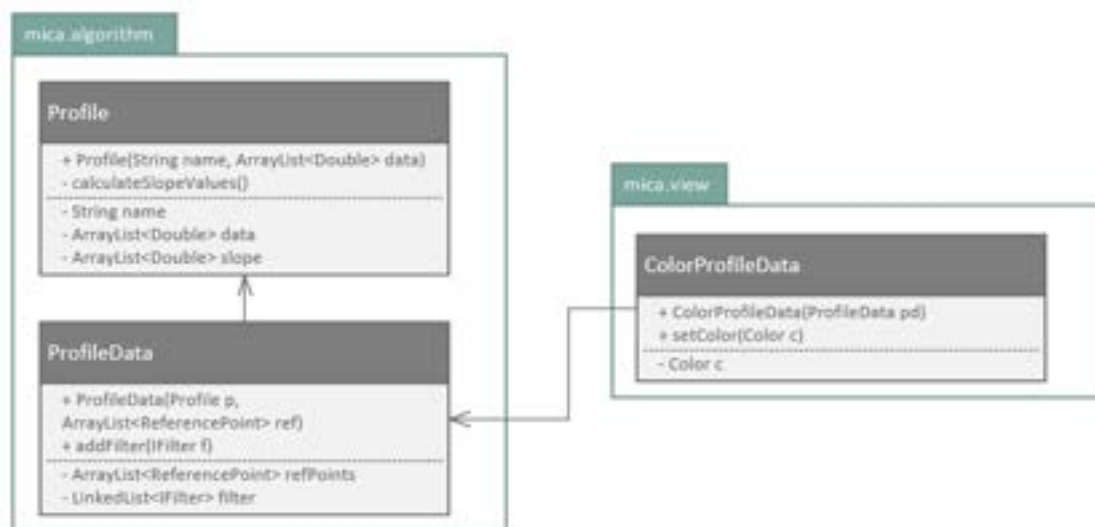 mica.algorithm
Profile
+ Profile(String name, ArrayList<Double> data)
- calculateSlopeValues()
- String name
- ArrayList<Double> data
- ArrayList<Double> slope
ProfileData
+ ProfileData(Profile p,
ArrayList<ReferencePoint> ref)
+ addFilter(IFilter f)
- ArrayList<ReferencePoint> refPoints
- LinkedList<IFilter> filter
mica.view
ColorProfileData
+ ColorProfileData(ProfileData pd)
+ setColor(Color c)
- Color c